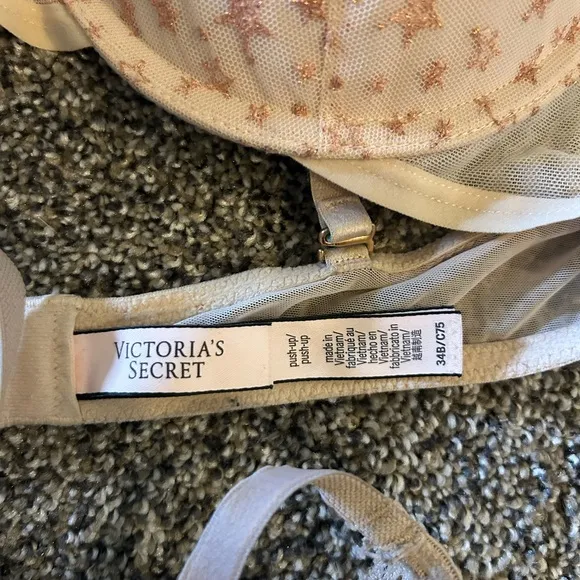 VICTORIA'S
SECRET
push-up/
push-up
made in
Vietnam/
fabriqué au
Vietnam/
hecho en
Vietnam/
fabbricato in
Vietnam/
越南制造
34B/C75